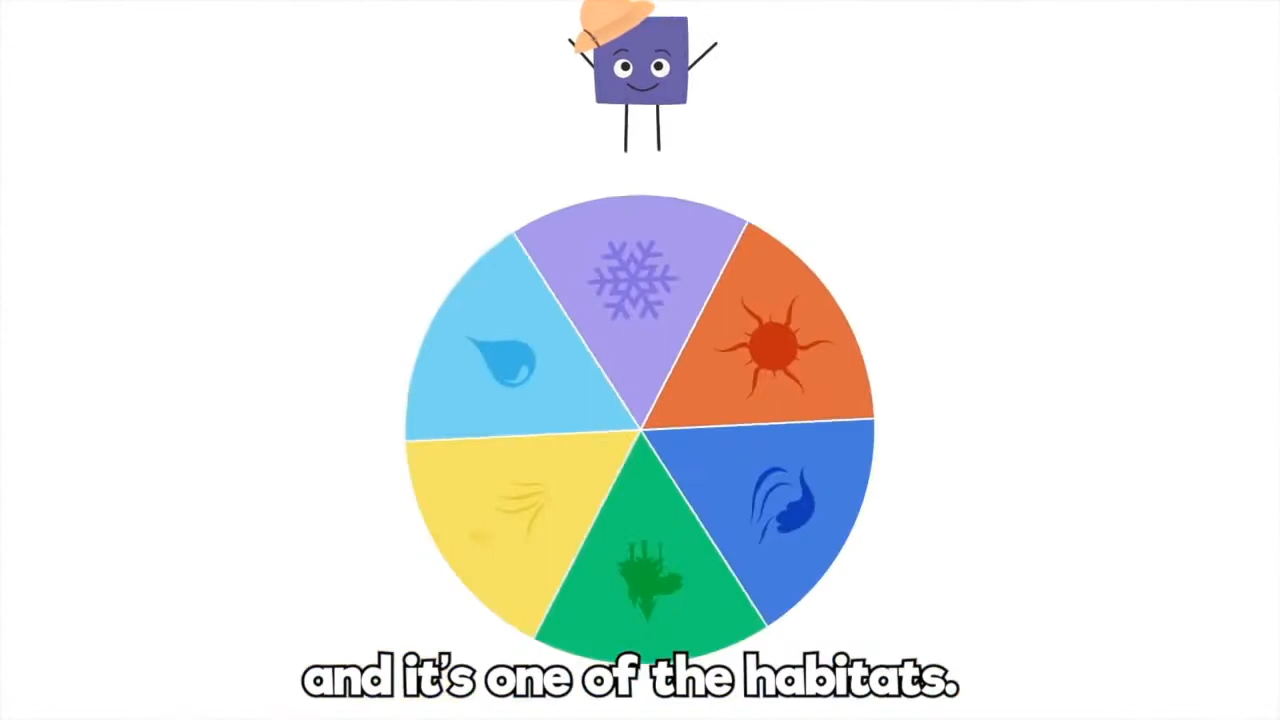 and it's one of the habitats.